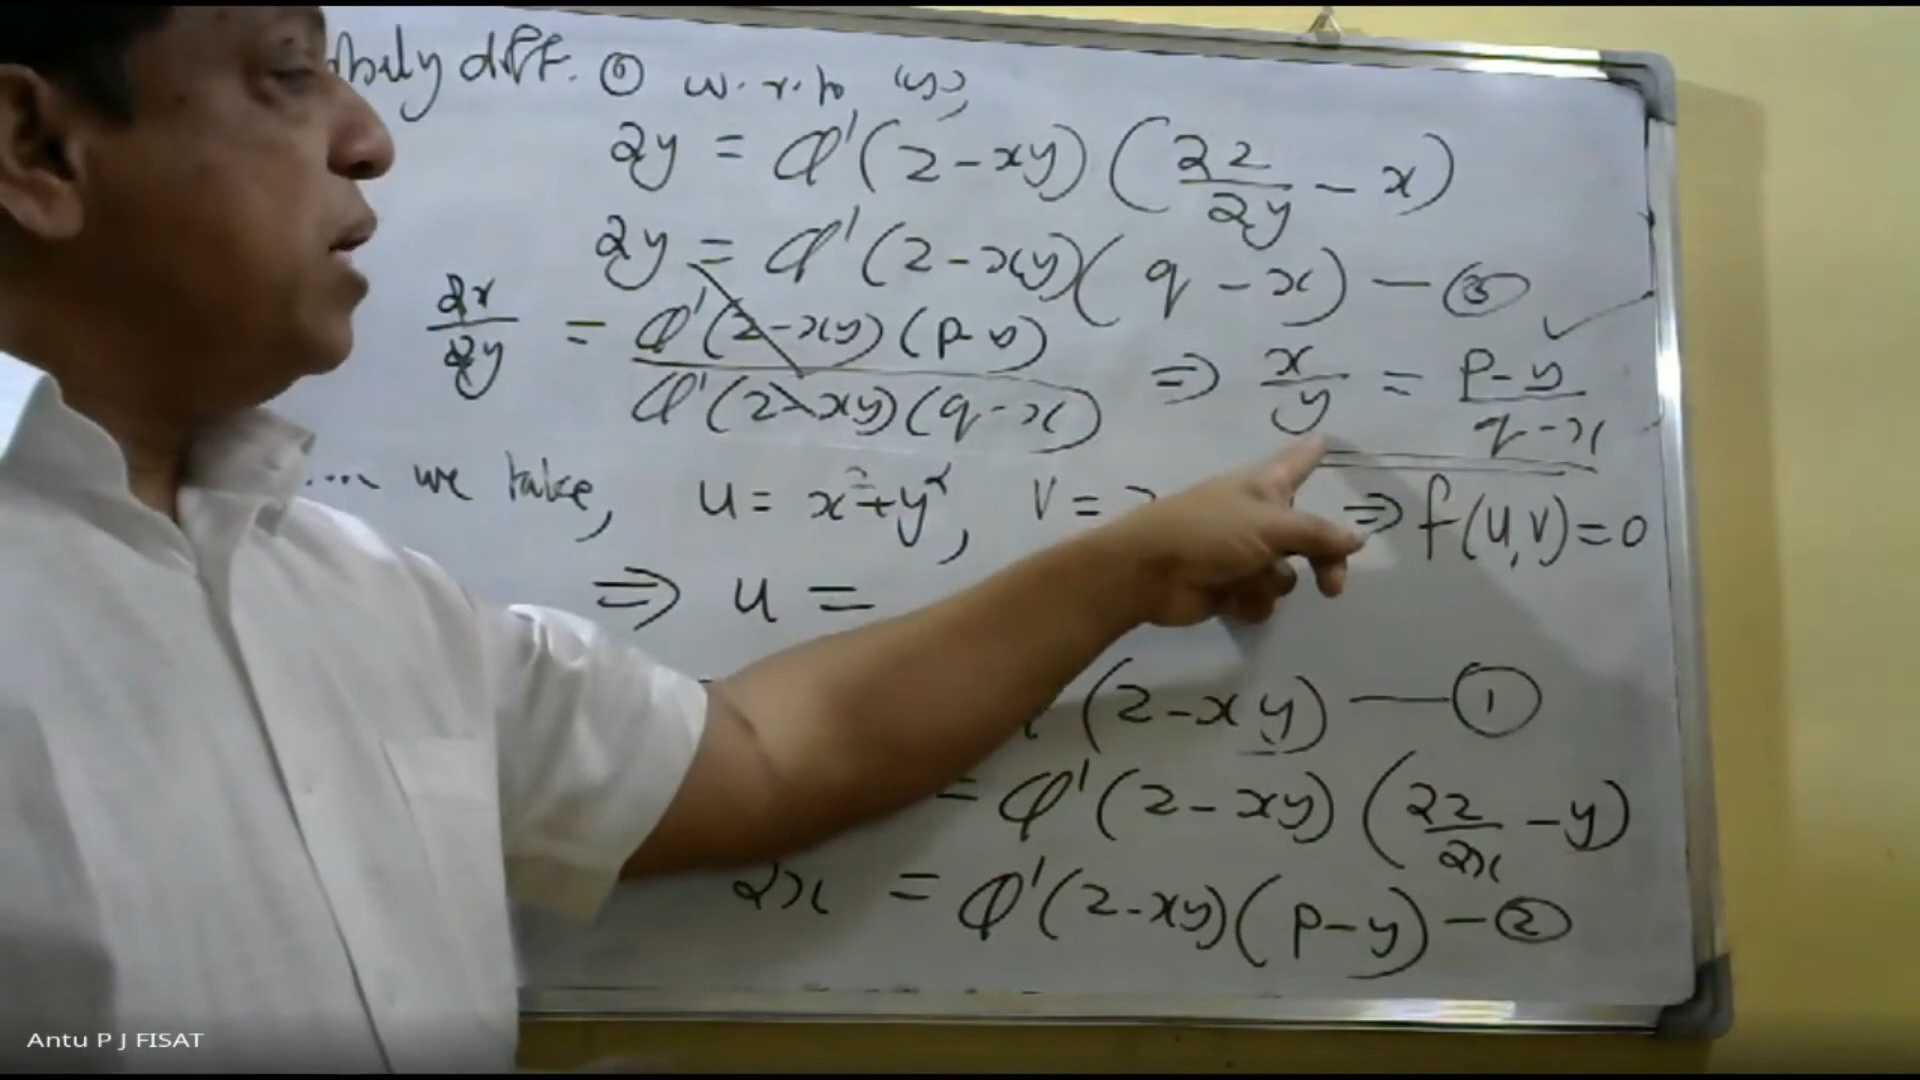 diff. ① w.r.to (y),
2y = φ'(z-xy) (∂z/∂y - x)
2y = φ'(z-xy)(q-x) - ③
2x/2y = φ'(z-xy)(p-y)/φ'(z-xy)(q-x) ⇒ x/y = p-y/q-x ✓
we take, u = x²+y², v = ⇒ f(u,v)=0
⇒ u =
(z-xy) — ①
= φ'(z-xy) (∂z/∂x - y)
2x = φ'(z-xy)(p-y) - ②
Antu P J FISAT